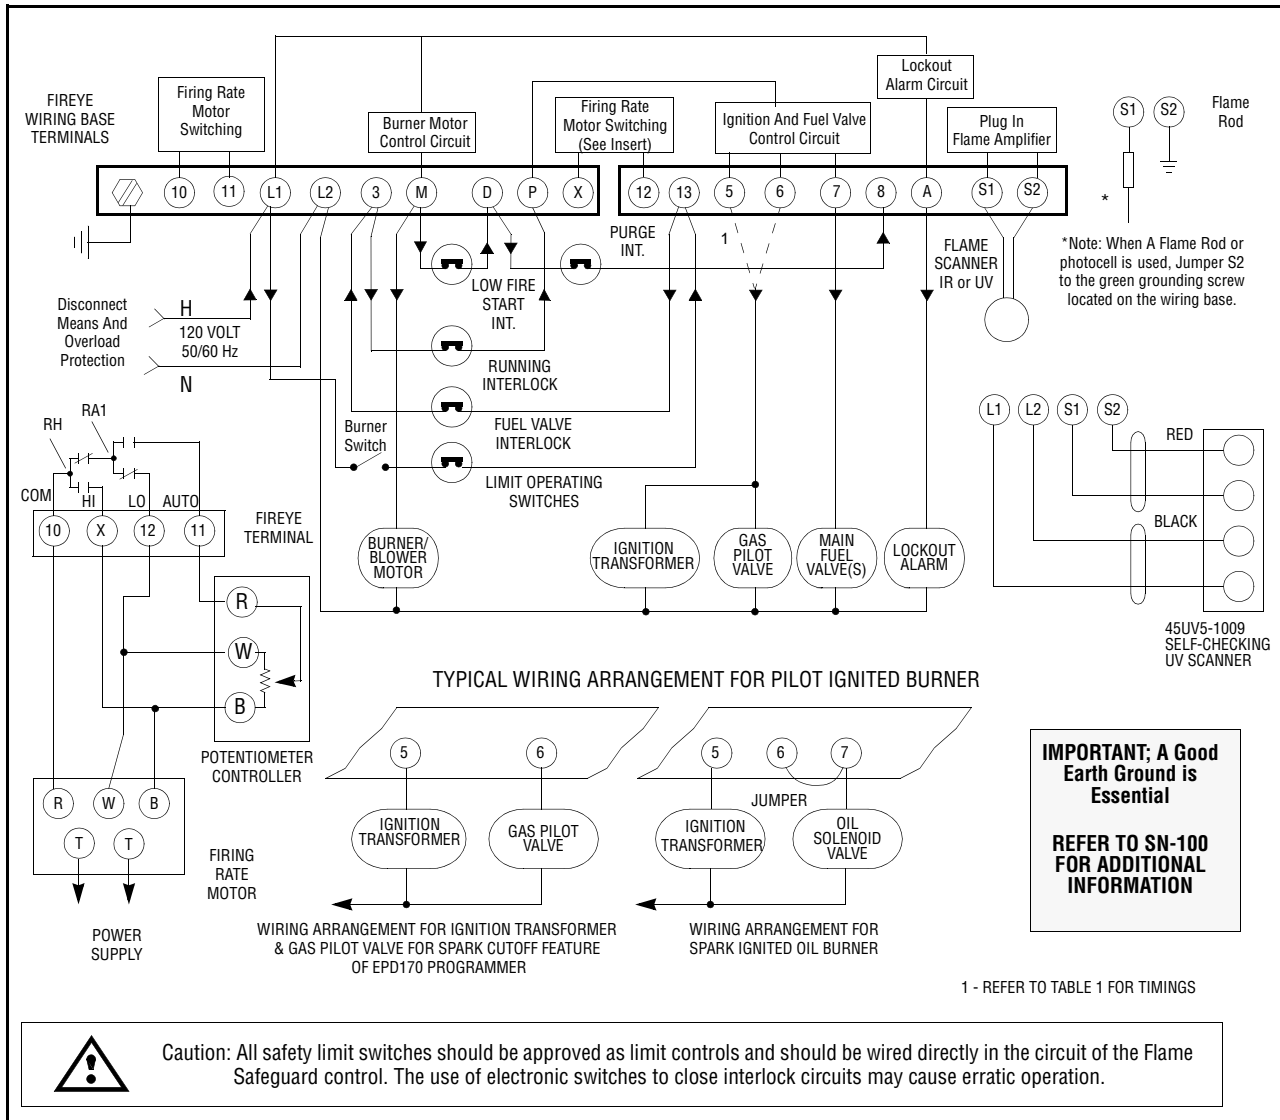 FIREYE
WIRING BASE
TERMINALS
Firing Rate
Motor
Switching
Burner Motor
Control Circuit
Firing Rate
Motor Switching
(See Insert)
Ignition And Fuel Valve
Control Circuit
Lockout
Alarm Circuit
Plug In
Flame Amplifier
S1 S2
Flame
Rod
10 11 L1 L2 3 M D P X 12 13 5 6 7 8 A S1 S2
*
*Note: When A Flame Rod or
photocell is used, Jumper S2
to the green grounding screw
located on the wiring base.
PURGE
INT.
1
FLAME
SCANNER
IR or UV
LOW FIRE
START
INT.
Disconnect
Means And
Overload
Protection
H
120 VOLT
50/60 Hz
N
RUNNING
INTERLOCK
FUEL VALVE
INTERLOCK
Burner
Switch
LIMIT OPERATING
SWITCHES
RH
RA1
COM HI LO AUTO
10 X 12 11
FIREYE
TERMINAL
BURNER/
BLOWER
MOTOR
IGNITION
TRANSFORMER
GAS
PILOT
VALVE
MAIN
FUEL
VALVE(S)
LOCKOUT
ALARM
L1 L2 S1 S2
RED
BLACK
45UV5-1009
SELF-CHECKING
UV SCANNER
R
W
B
POTENTIOMETER
CONTROLLER
R W B
T T
FIRING
RATE
MOTOR
POWER
SUPPLY
TYPICAL WIRING ARRANGEMENT FOR PILOT IGNITED BURNER
5 6
IGNITION
TRANSFORMER
GAS PILOT
VALVE
WIRING ARRANGEMENT FOR IGNITION TRANSFORMER
& GAS PILOT VALVE FOR SPARK CUTOFF FEATURE
OF EPD170 PROGRAMMER
5 6 7
JUMPER
IGNITION
TRANSFORMER
OIL
SOLENOID
VALVE
WIRING ARRANGEMENT FOR
SPARK IGNITED OIL BURNER
IMPORTANT; A Good
Earth Ground is
Essential
REFER TO SN-100
FOR ADDITIONAL
INFORMATION
1 - REFER TO TABLE 1 FOR TIMINGS
Caution: All safety limit switches should be approved as limit controls and should be wired directly in the circuit of the Flame
Safeguard control. The use of electronic switches to close interlock circuits may cause erratic operation.